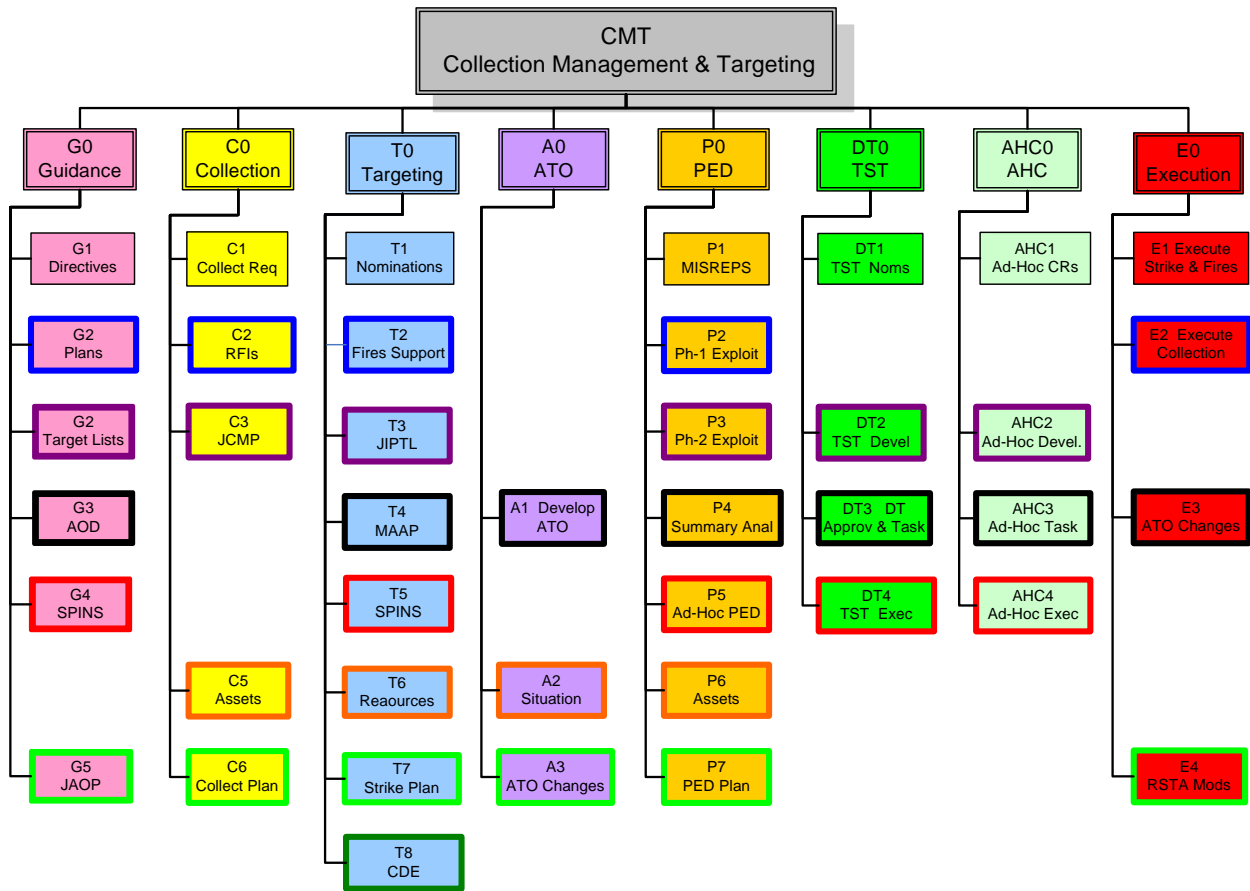 CMT
Collection Management & Targeting
G0
Guidance
C0
Collection
T0
Targeting
A0
ATO
P0
PED
DT0
TST
AHC0
AHC
E0
Execution
G1
Directives
C1
Collect Req
T1
Nominations
P1
MISREPS
DT1
TST Noms
AHC1
Ad-Hoc CRs
E1 Execute
Strike & Fires
G2
Plans
C2
RFIs
T2
Fires Support
P2
Ph-1 Exploit
E2 Execute
Collection
G2
Target Lists
C3
JCMP
T3
JIPTL
P3
Ph-2 Exploit
DT2
TST Devel
AHC2
Ad-Hoc Devel.
G3
AOD
T4
MAAP
A1 Develop
ATO
P4
Summary Anal
DT3 DT
Approv & Task
AHC3
Ad-Hoc Task
E3
ATO Changes
G4
SPINS
T5
SPINS
P5
Ad-Hoc PED
DT4
TST Exec
AHC4
Ad-Hoc Exec
C5
Assets
T6
Reaources
A2
Situation
P6
Assets
G5
JAOP
C6
Collect Plan
T7
Strike Plan
A3
ATO Changes
P7
PED Plan
E4
RSTA Mods
T8
CDE